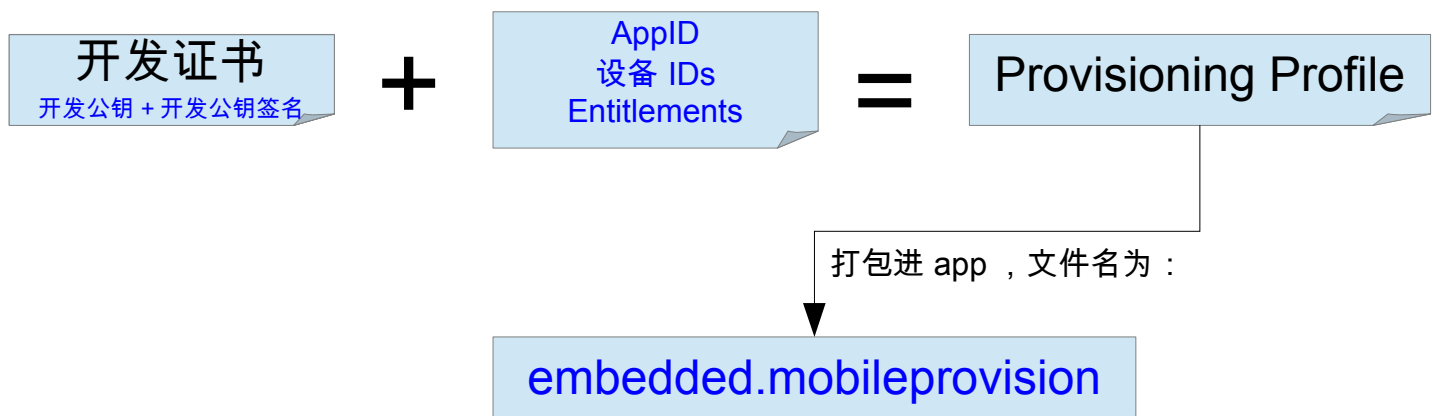 开发证书
开发公钥 + 开发公钥签名
+
AppID
设备 IDs
Entitlements
=
Provisioning Profile
打包进 app ，文件名为：
embedded.mobileprovision